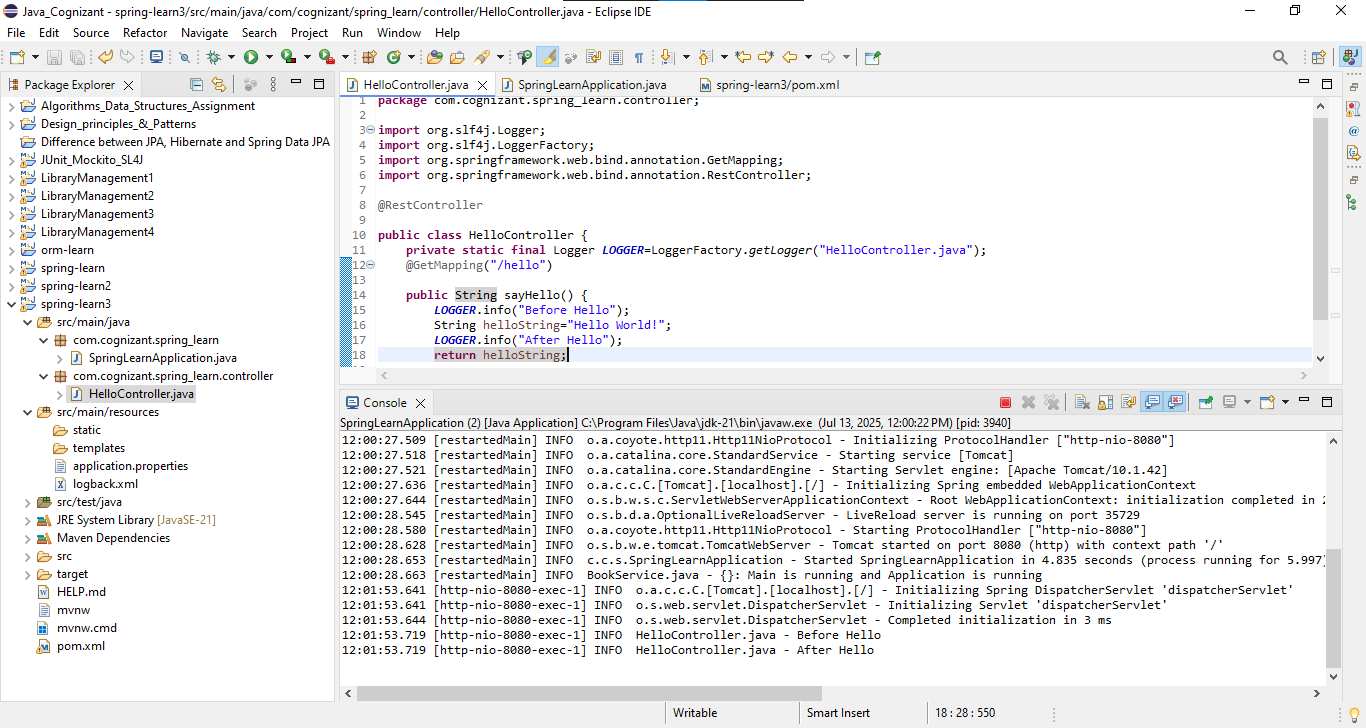 Java_Cognizant - spring-learn3/src/main/java/com/cognizant/spring_learn/controller/HelloController.java - Eclipse IDE
File Edit Source Refactor Navigate Search Project Run Window Help
Package Explorer
Algorithms_Data_Structures_Assignment
Design_principles_&_Patterns
Difference between JPA, Hibernate and Spring Data JPA
JUnit_Mockito_SL4J
LibraryManagement1
LibraryManagement2
LibraryManagement3
LibraryManagement4
orm-learn
spring-learn
spring-learn2
spring-learn3
src/main/java
com.cognizant.spring_learn
SpringLearnApplication.java
com.cognizant.spring_learn.controller
HelloController.java
src/main/resources
static
templates
application.properties
logback.xml
src/test/java
JRE System Library [JavaSE-21]
Maven Dependencies
src
target
HELP.md
mvnw
mvnw.cmd
pom.xml
HelloController.java SpringLearnApplication.java spring-learn3/pom.xml
1 package com.cognizant.spring_learn.controller;
2
3 import org.slf4j.Logger;
4 import org.slf4j.LoggerFactory;
5 import org.springframework.web.bind.annotation.GetMapping;
6 import org.springframework.web.bind.annotation.RestController;
7
8 @RestController
9
10 public class HelloController {
11 private static final Logger LOGGER=LoggerFactory.getLogger("HelloController.java");
12 @GetMapping("/hello")
13
14 public String sayHello() {
15 LOGGER.info("Before Hello");
16 String helloString="Hello World!";
17 LOGGER.info("After Hello");
18 return helloString;
Console
SpringLearnApplication (2) [Java Application] C:\Program Files\Java\jdk-21\bin\javaw.exe (Jul 13, 2025, 12:00:22 PM) [pid: 3940]
12:00:27.509 [restartedMain] INFO o.a.coyote.http11.Http11NioProtocol - Initializing ProtocolHandler ["http-nio-8080"]
12:00:27.518 [restartedMain] INFO o.a.catalina.core.StandardService - Starting service [Tomcat]
12:00:27.521 [restartedMain] INFO o.a.catalina.core.StandardEngine - Starting Servlet engine: [Apache Tomcat/10.1.42]
12:00:27.636 [restartedMain] INFO o.a.c.c.C.[Tomcat].[localhost].[/] - Initializing Spring embedded WebApplicationContext
12:00:27.644 [restartedMain] INFO o.s.b.w.s.c.ServletWebServerApplicationContext - Root WebApplicationContext: initialization completed in 2
12:00:28.545 [restartedMain] INFO o.s.b.d.a.OptionalLiveReloadServer - LiveReload server is running on port 35729
12:00:28.580 [restartedMain] INFO o.a.coyote.http11.Http11NioProtocol - Starting ProtocolHandler ["http-nio-8080"]
12:00:28.628 [restartedMain] INFO o.s.b.w.e.tomcat.TomcatWebServer - Tomcat started on port 8080 (http) with context path '/'
12:00:28.653 [restartedMain] INFO c.c.s.SpringLearnApplication - Started SpringLearnApplication in 4.835 seconds (process running for 5.997)
12:00:28.663 [restartedMain] INFO BookService.java - {}: Main is running and Application is running
12:01:53.641 [http-nio-8080-exec-1] INFO o.a.c.c.C.[Tomcat].[localhost].[/] - Initializing Spring DispatcherServlet 'dispatcherServlet'
12:01:53.641 [http-nio-8080-exec-1] INFO o.s.web.servlet.DispatcherServlet - Initializing Servlet 'dispatcherServlet'
12:01:53.644 [http-nio-8080-exec-1] INFO o.s.web.servlet.DispatcherServlet - Completed initialization in 3 ms
12:01:53.719 [http-nio-8080-exec-1] INFO HelloController.java - Before Hello
12:01:53.719 [http-nio-8080-exec-1] INFO HelloController.java - After Hello
Writable Smart Insert 18 : 28 : 550